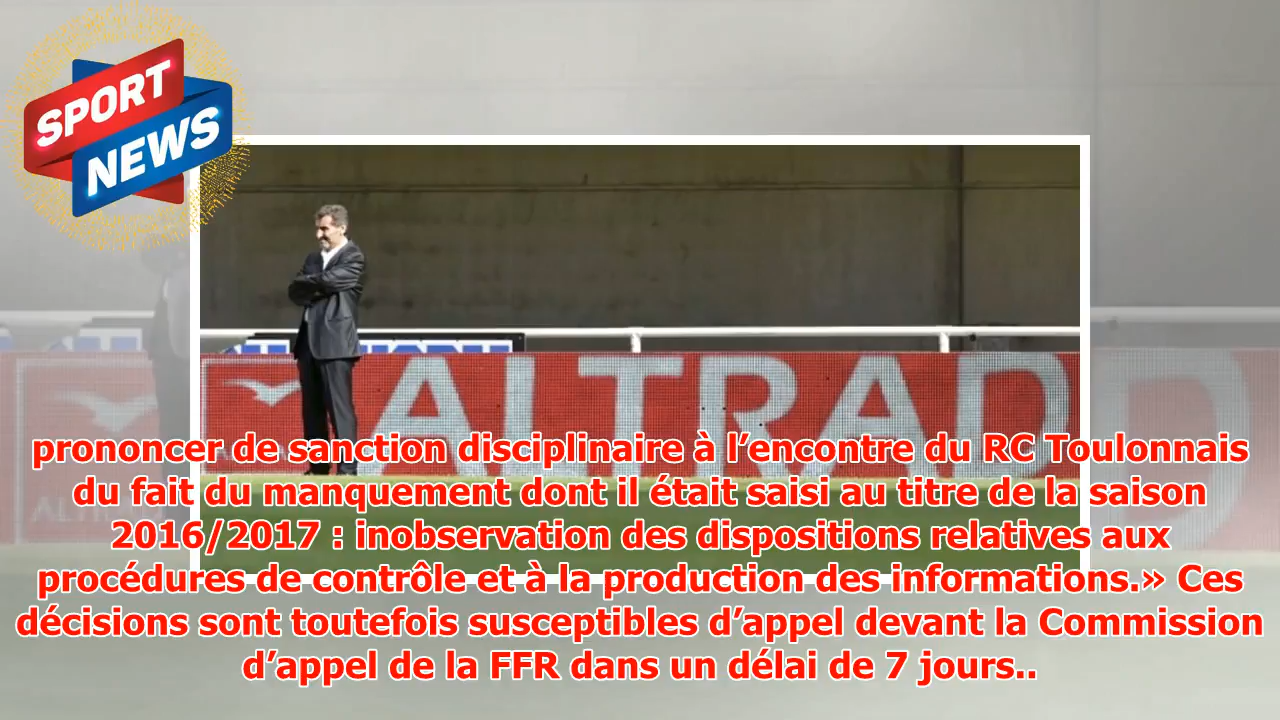 SPORT
NEWS
ALTRAD
prononcer de sanction disciplinaire à l’encontre du RC Toulonnais
du fait du manquement dont il était saisi au titre de la saison
2016/2017 : inobservation des dispositions relatives aux
procédures de contrôle et à la production des informations.» Ces
décisions sont toutefois susceptibles d’appel devant la Commission
d’appel de la FFR dans un délai de 7 jours..